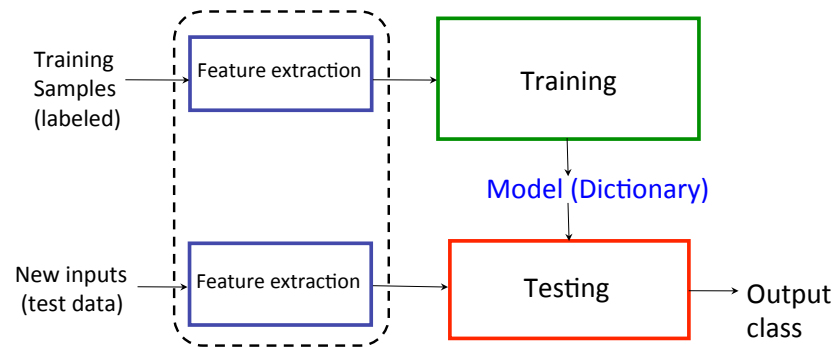 Training
Samples
(labeled)
Feature extraction
Training
Model (Dictionary)
New inputs
(test data)
Feature extraction
Testing
Output
class